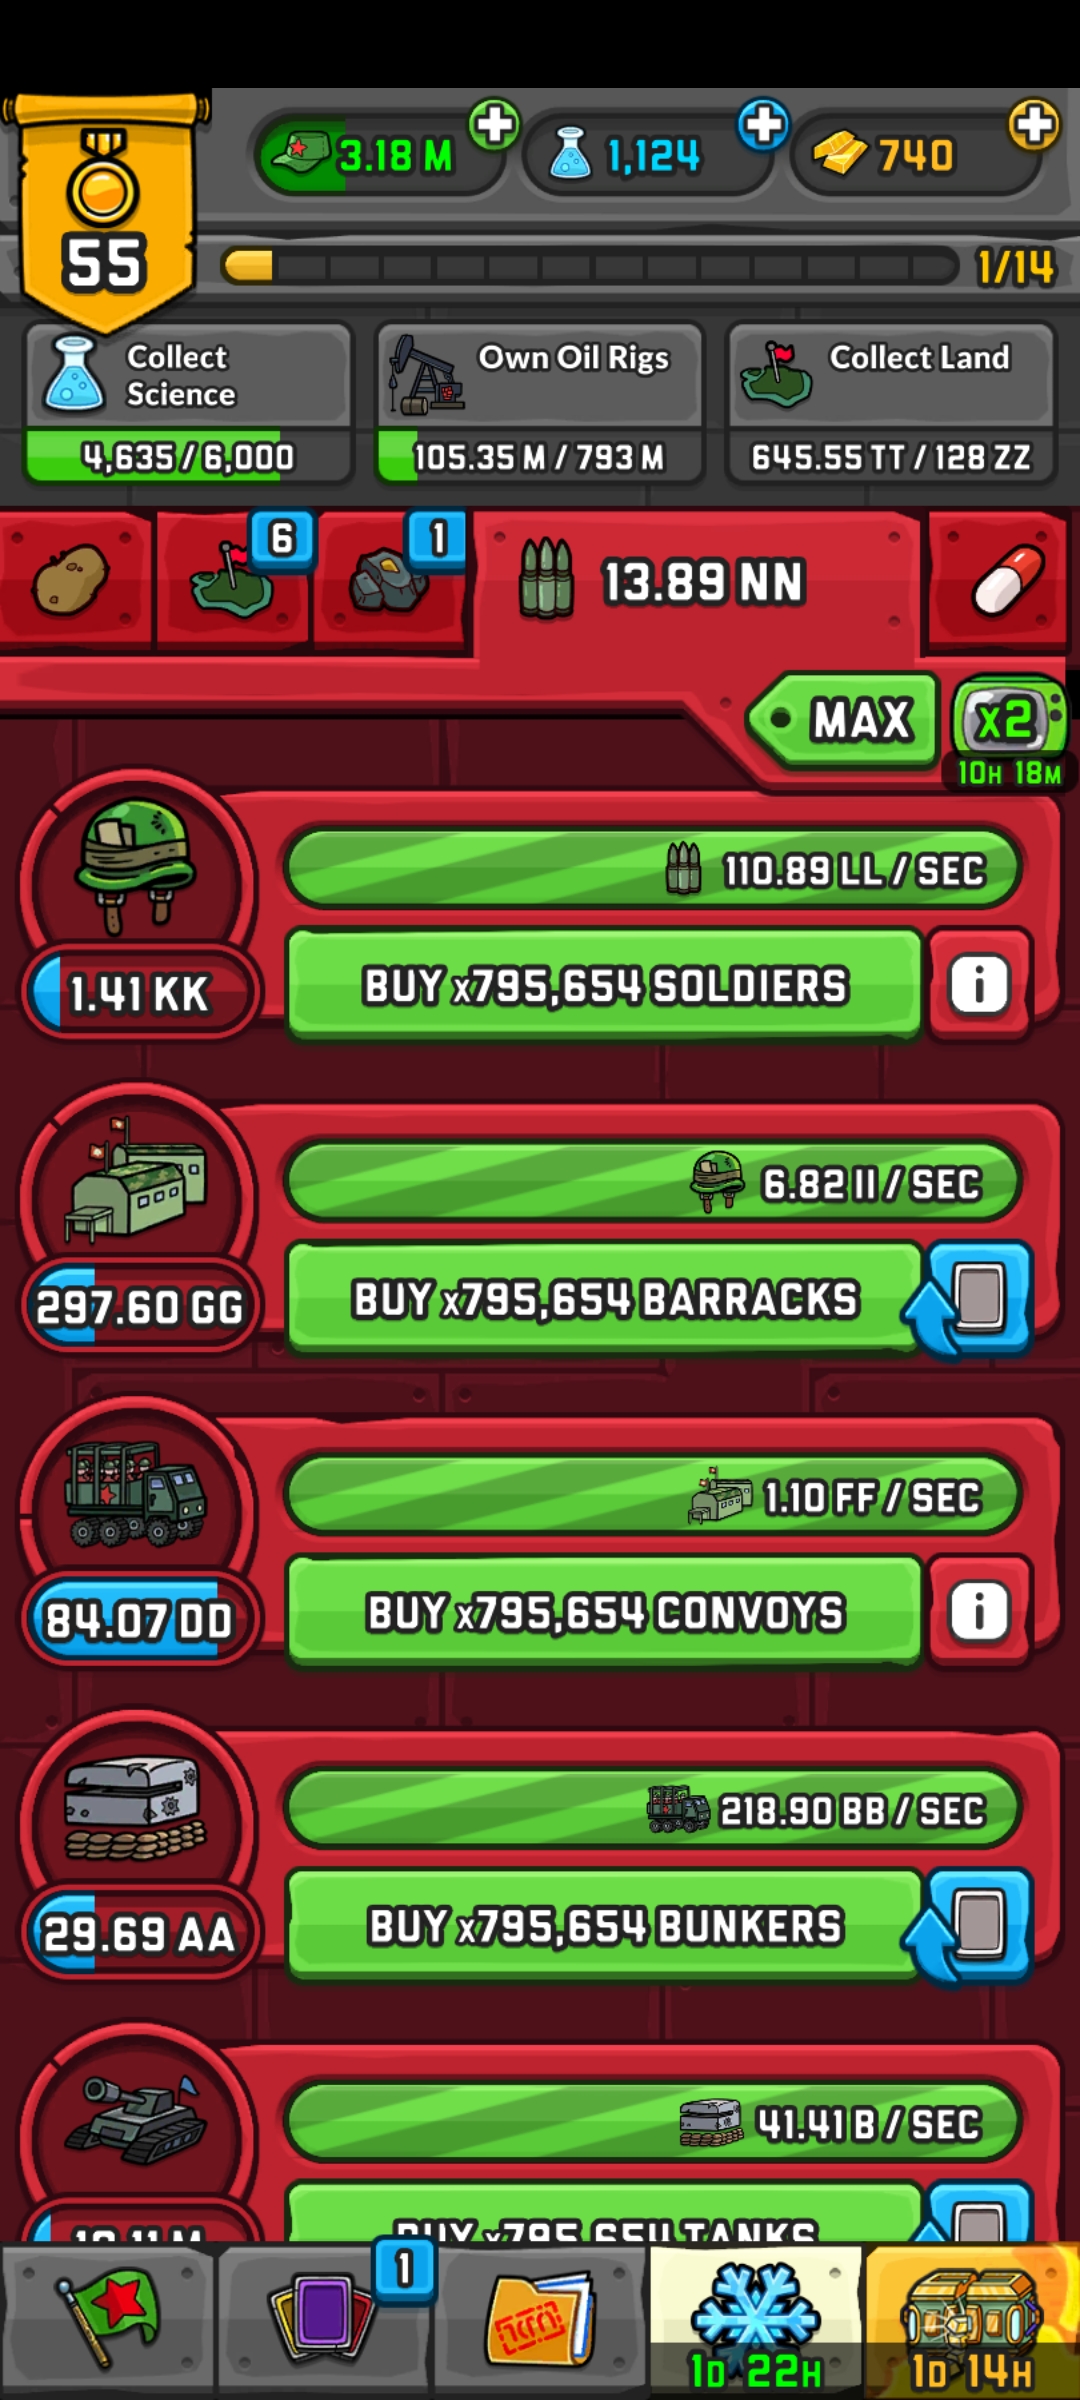 3.18 M
1,124
740
55
1/14
Collect
Science
4,635 / 6,000
Own Oil Rigs
105.35 M / 793 M
Collect Land
645.55 TT / 128 ZZ
6
1
13.89 NN
MAX
x2
10H 18M
110.89 LL / SEC
1.41 KK
BUY x795,654 SOLDIERS
i
6.82 II / SEC
297.60 GG
BUY x795,654 BARRACKS
1.10 FF / SEC
84.07 DD
BUY x795,654 CONVOYS
i
218.90 BB / SEC
29.69 AA
BUY x795,654 BUNKERS
41.41 B / SEC
BUY x795,654 TANKS
1
1D 22H
1D 14H